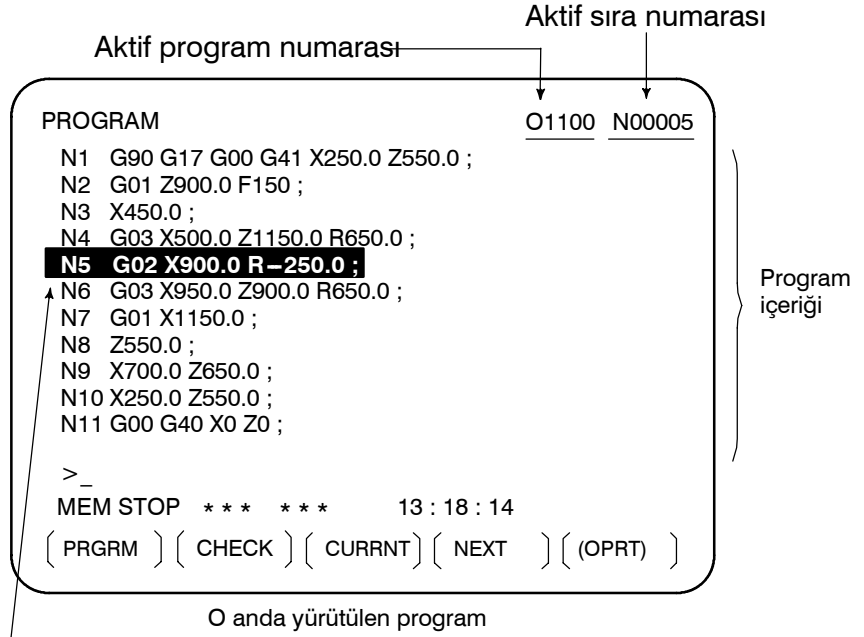 Aktif sıra numarası
Aktif program numarası
PROGRAM O1100 N00005
N1 G90 G17 G00 G41 X250.0 Z550.0 ;
N2 G01 Z900.0 F150 ;
N3 X450.0 ;
N4 G03 X500.0 Z1150.0 R650.0 ;
N5 G02 X900.0 R−250.0 ;
N6 G03 X950.0 Z900.0 R650.0 ;
N7 G01 X1150.0 ;
N8 Z550.0 ;
N9 X700.0 Z650.0 ;
N10 X250.0 Z550.0 ;
N11 G00 G40 X0 Z0 ;
Program
içeriği
>_
MEM STOP * * * * * * 13 : 18 : 14
[ PRGRM ] [ CHECK ] [ CURRNT ] [ NEXT ] [ (OPRT) ]
O anda yürütülen program